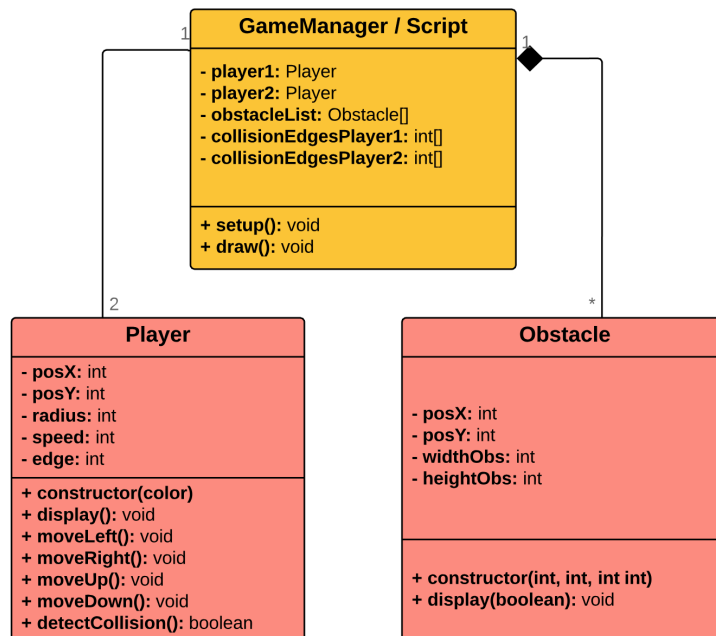 GameManager / Script
1
1
- player1: Player
- player2: Player
- obstacleList: Obstacle[]
- collisionEdgesPlayer1: int[]
- collisionEdgesPlayer2: int[]
+ setup(): void
+ draw(): void
2
*
Player
- posX: int
- posY: int
- radius: int
- speed: int
- edge: int
+ constructor(color)
+ display(): void
+ moveLeft(): void
+ moveRight(): void
+ moveUp(): void
+ moveDown(): void
+ detectCollision(): boolean
Obstacle
- posX: int
- posY: int
- widthObs: int
- heightObs: int
+ constructor(int, int, int int)
+ display(boolean): void